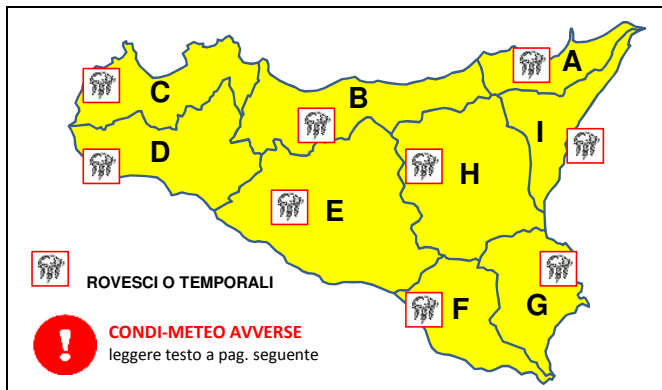 A
B
C
I
D
H
E
F
G
ROVESCI O TEMPORALI
CONDI-METEO AVVERSE
leggere testo a pag. seguente